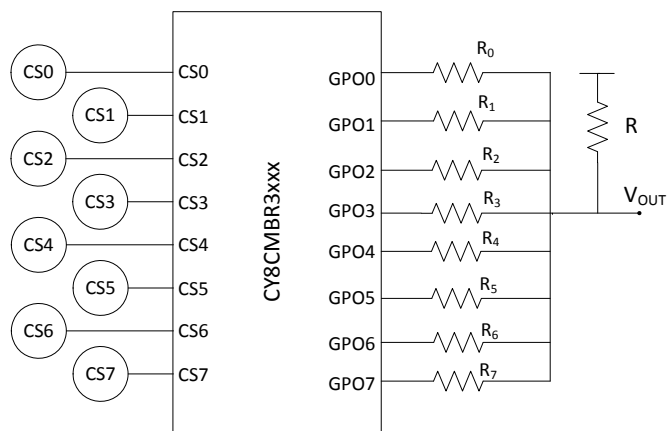 CS0
CS1
CS2
CS3
CS4
CS5
CS6
CS7
CS0
CS1
CS2
CS3
CS4
CS5
CS6
CS7
CY8CMBR3xxx
GPO0
GPO1
GPO2
GPO3
GPO4
GPO5
GPO6
GPO7
R0
R1
R2
R3
R4
R5
R6
R7
R
VOUT